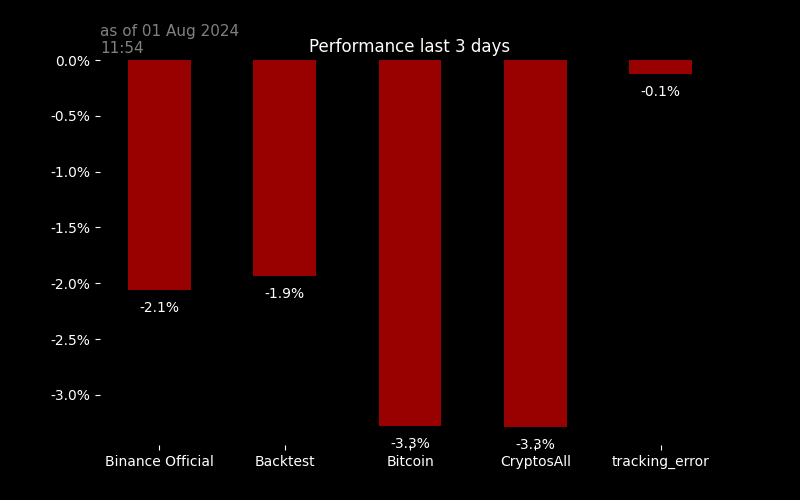 as of 01 Aug 2024
11:54
Performance last 3 days
0.0%
-0.5%
-1.0%
-1.5%
-2.0%
-2.5%
-3.0%
-2.1%
-1.9%
-3.3%
-3.3%
-0.1%
Binance Official
Backtest
Bitcoin
CryptosAll
tracking_error